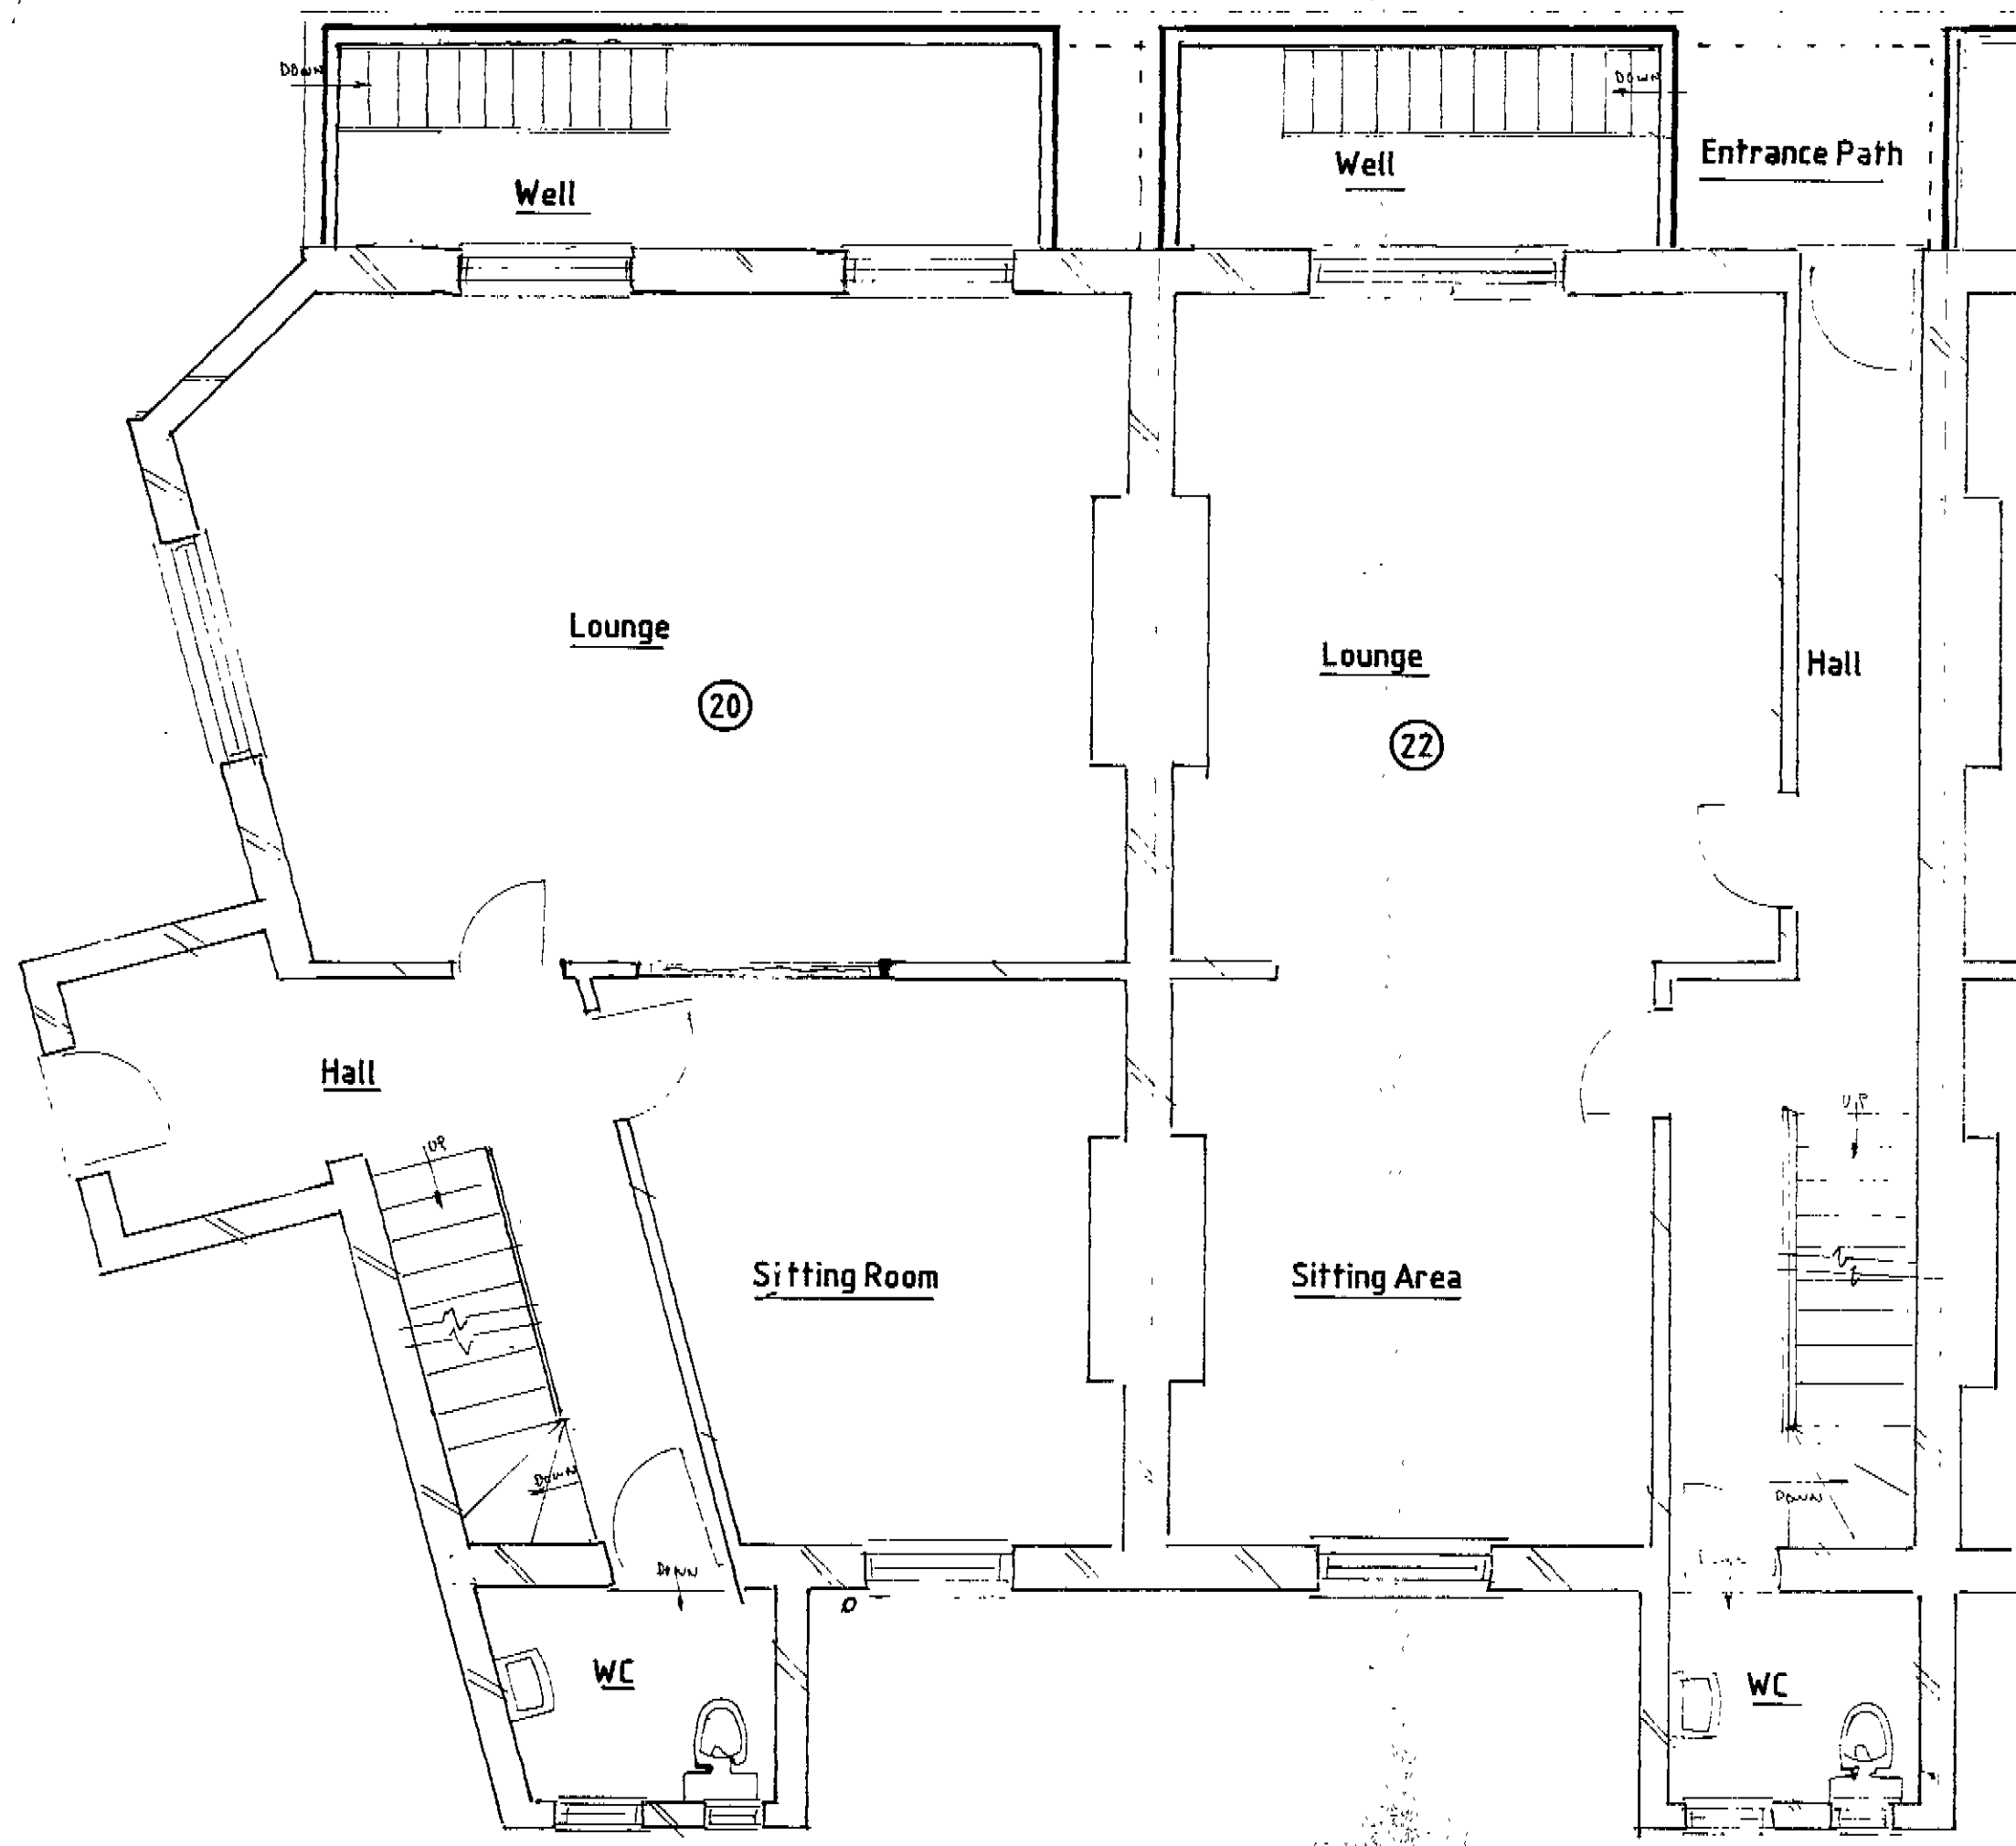 DOWN
DOWN
Well
Well
Entrance Path
Lounge
20
Lounge
22
Hall
Hall
UP
UP
Sitting Room
Sitting Area
DOWN
DOWN
DOWN
WC
WC